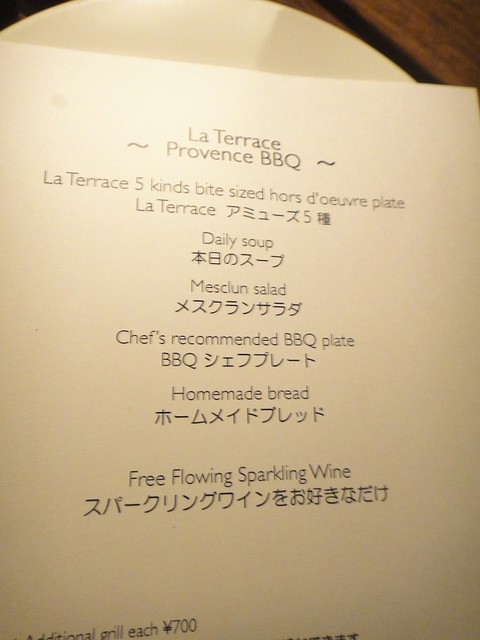 La Terrace
～ Provence BBQ ～
La Terrace 5 kinds bite sized hors d'oeuvre plate
La Terrace アミューズ5種
Daily soup
本日のスープ
Mesclun salad
メスクランサラダ
Chef's recommended BBQ plate
BBQ シェフプレート
Homemade bread
ホームメイドブレッド
Free Flowing Sparkling Wine
スパークリングワインをお好きなだけ
Additional grill each ¥700
できます